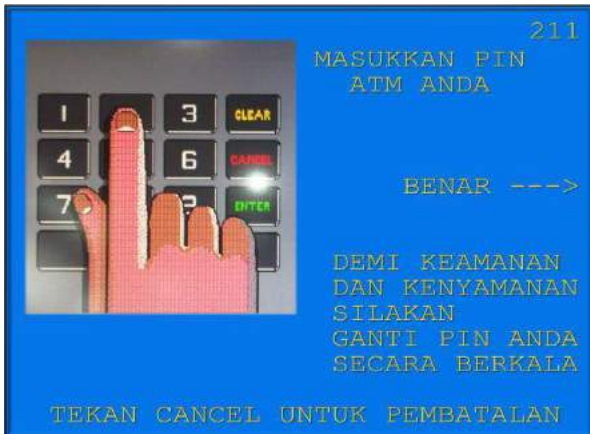 211
MASUKKAN PIN
ATM ANDA
1
3
CLEAR
4
6
CANCEL
7
ENTER
BENAR --->
DEMI KEAMANAN
DAN KENYAMANAN
SILAKAN
GANTI PIN ANDA
SECARA BERKALA
TEKAN CANCEL UNTUK PEMBATALAN